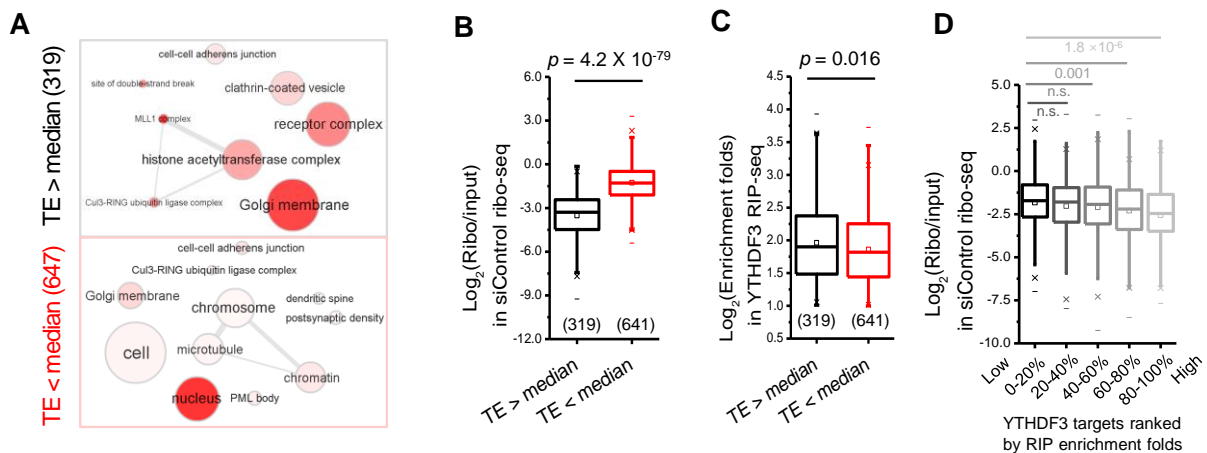 A
TE > median (319)
cell-cell adherens junction
site of double-strand break
clathrin-coated vesicle
MLL1 complex
receptor complex
histone acetyltransferase complex
Cul3-RING ubiquitin ligase complex
Golgi membrane
TE < median (647)
cell-cell adherens junction
Cul3-RING ubiquitin ligase complex
Golgi membrane
chromosome
dendritic spine
postsynaptic density
cell
microtubule
chromatin
nucleus
PML body
B
p = 4.2 X 10-79
Log2(Ribo/input)
in siControl ribo-seq
6.0
3.0
0.0
-3.0
-6.0
-9.0
-12.0
(319)
(641)
TE > median
TE < median
C
p = 0.016
Log2(Enrichment folds)
in YTHDF3 RIP-seq
4.5
4.0
3.5
3.0
2.5
2.0
1.5
1.0
0.5
(319)
(641)
TE > median
TE < median
D
1.8 ×10-6
0.001
n.s.
n.s.
Log2(Ribo/input)
in siControl ribo-seq
5.0
2.5
0.0
-2.5
-5.0
-7.5
-10.0
Low
0-20%
20-40%
40-60%
60-80%
80-100%
High
YTHDF3 targets ranked
by RIP enrichment folds